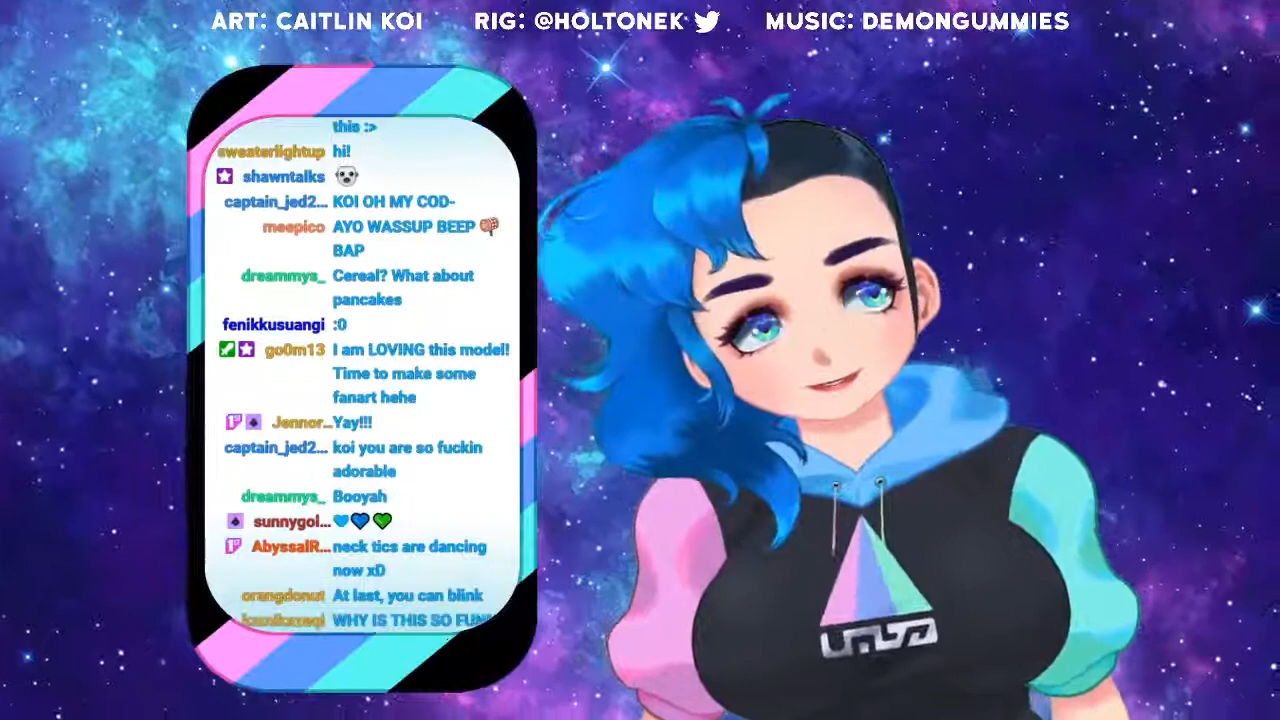 ART: CAITLIN KOI RIG: @HOLTONEK MUSIC: DEMONGUMMIES
this :>
sweaterlightup hi!
shawntalks
captain_jed2... KOI OH MY COD-
meepico AYO WASSUP BEEP
BAP
dreammys_ Cereal? What about
pancakes
fenikkusuangi :0
go0m13 I am LOVING this model!
Time to make some
fanart hehe
Jennor... Yay!!!
captain_jed2... koi you are so fuckin
adorable
dreammys_ Booyah
sunnygol... 🩵💙💚
AbyssalR... neck tics are dancing
now xD
orangdonut At last, you can blink
kamikazeqi WHY IS THIS SO FUN